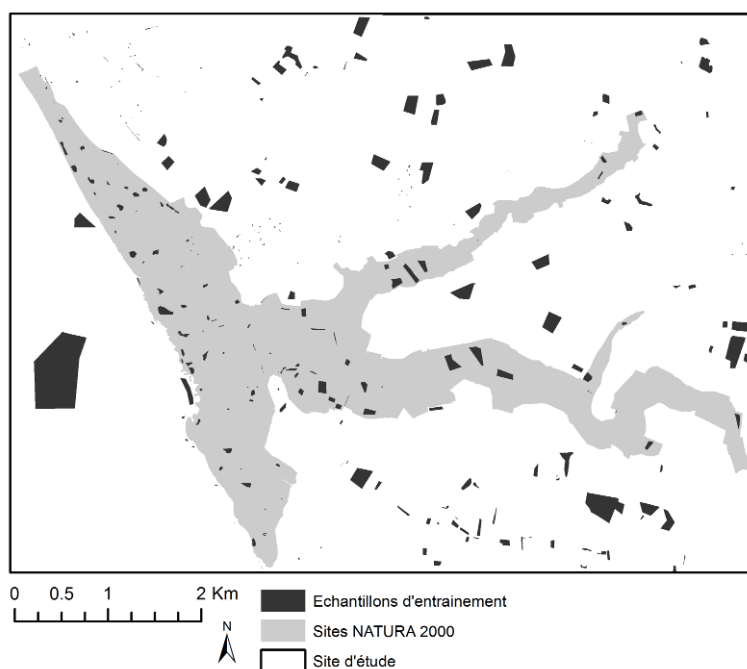 0 0.5 1 2 Km
N
Echantillons d'entrainement
Sites NATURA 2000
Site d'étude